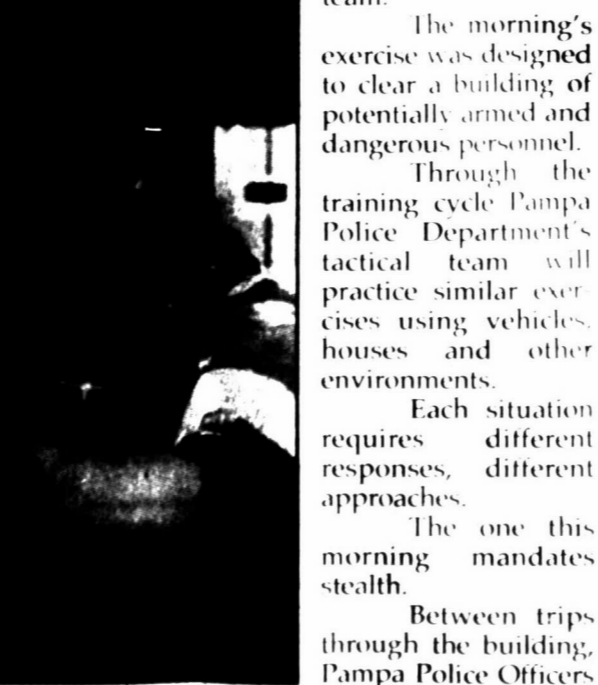 team.
The morning's
exercise was designed
to clear a building of
potentially armed and
dangerous personnel.
Through the
training cycle Pampa
Police Department's
tactical team will
practice similar exer-
cises using vehicles,
houses and other
environments.
Each situation
requires different
responses, different
approaches.
The one this
morning mandates
stealth.
Between trips
through the building,
Pampa Police Officers